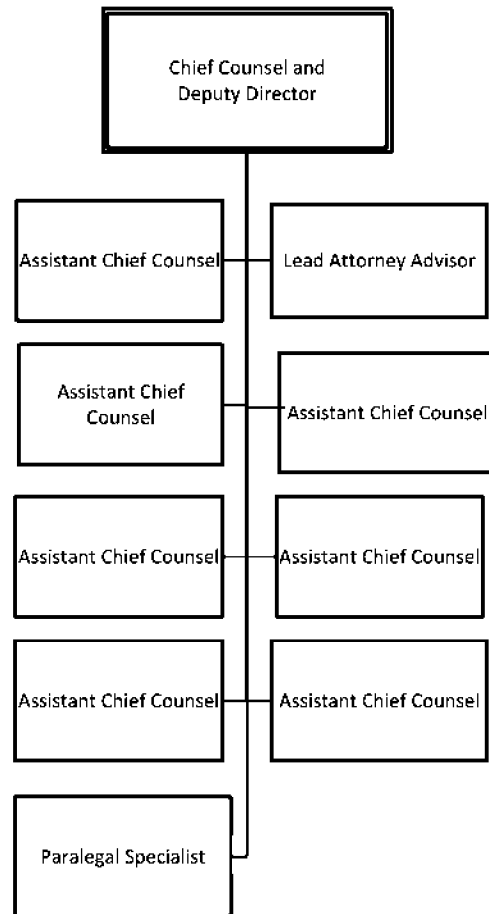 Chief Counsel and
Deputy Director
Assistant Chief Counsel
Lead Attorney Advisor
Assistant Chief
Counsel
Assistant Chief Counsel
Assistant Chief Counsel
Assistant Chief Counsel
Assistant Chief Counsel
Assistant Chief Counsel
Paralegal Specialist